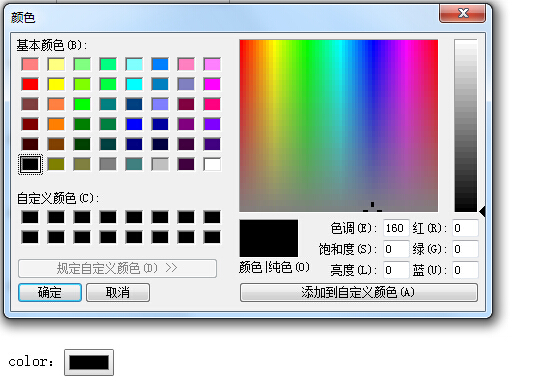 颜色
基本颜色(B):
自定义颜色(C):
规定自定义颜色(D) >>
确定 取消
色调(E): 160 红(R): 0
饱和度(S): 0 绿(G): 0
颜色|纯色(O) 亮度(L): 0 蓝(U): 0
添加到自定义颜色(A)
color: